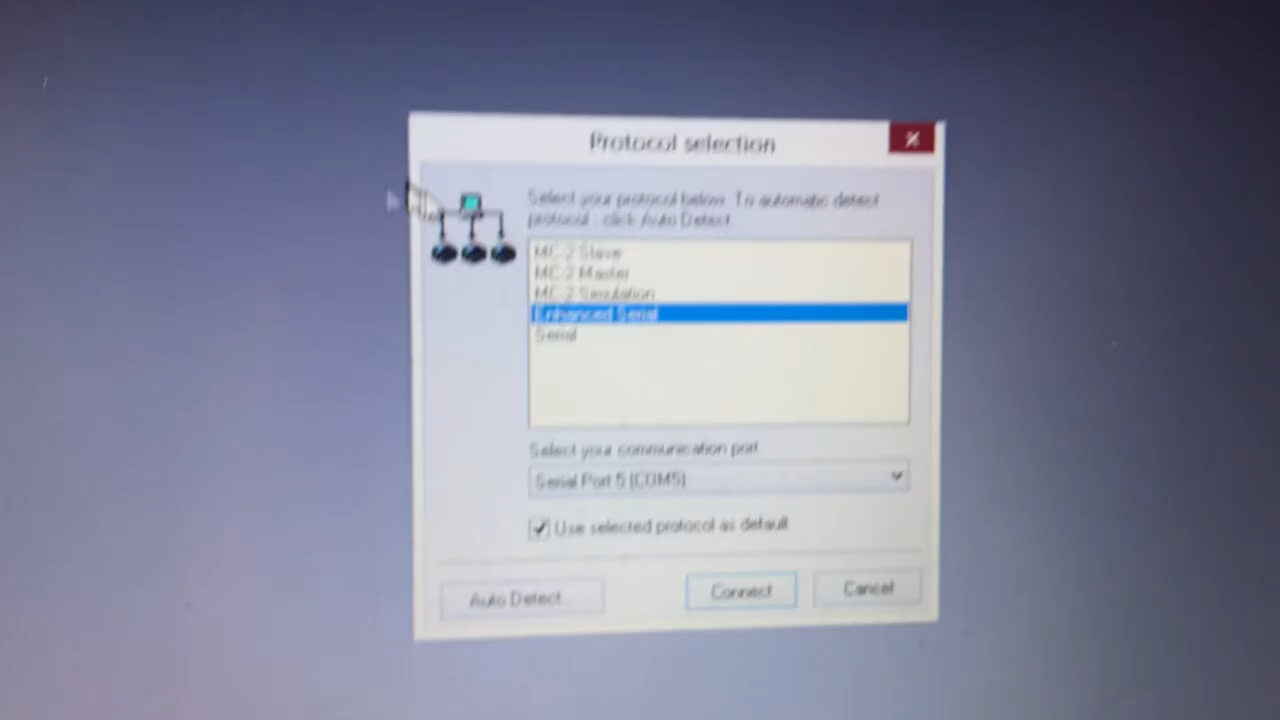 Protocol selection
Select your protocol below. To automatic detect
protocol, click Auto Detect.
MC-2 Slave
MC-2 Master
MC-2 Simulation
Enhanced Serial
Serial
Select your communication port
Serial Port 5 (COM5)
Use selected protocol as default
Auto Detect...
Connect
Cancel